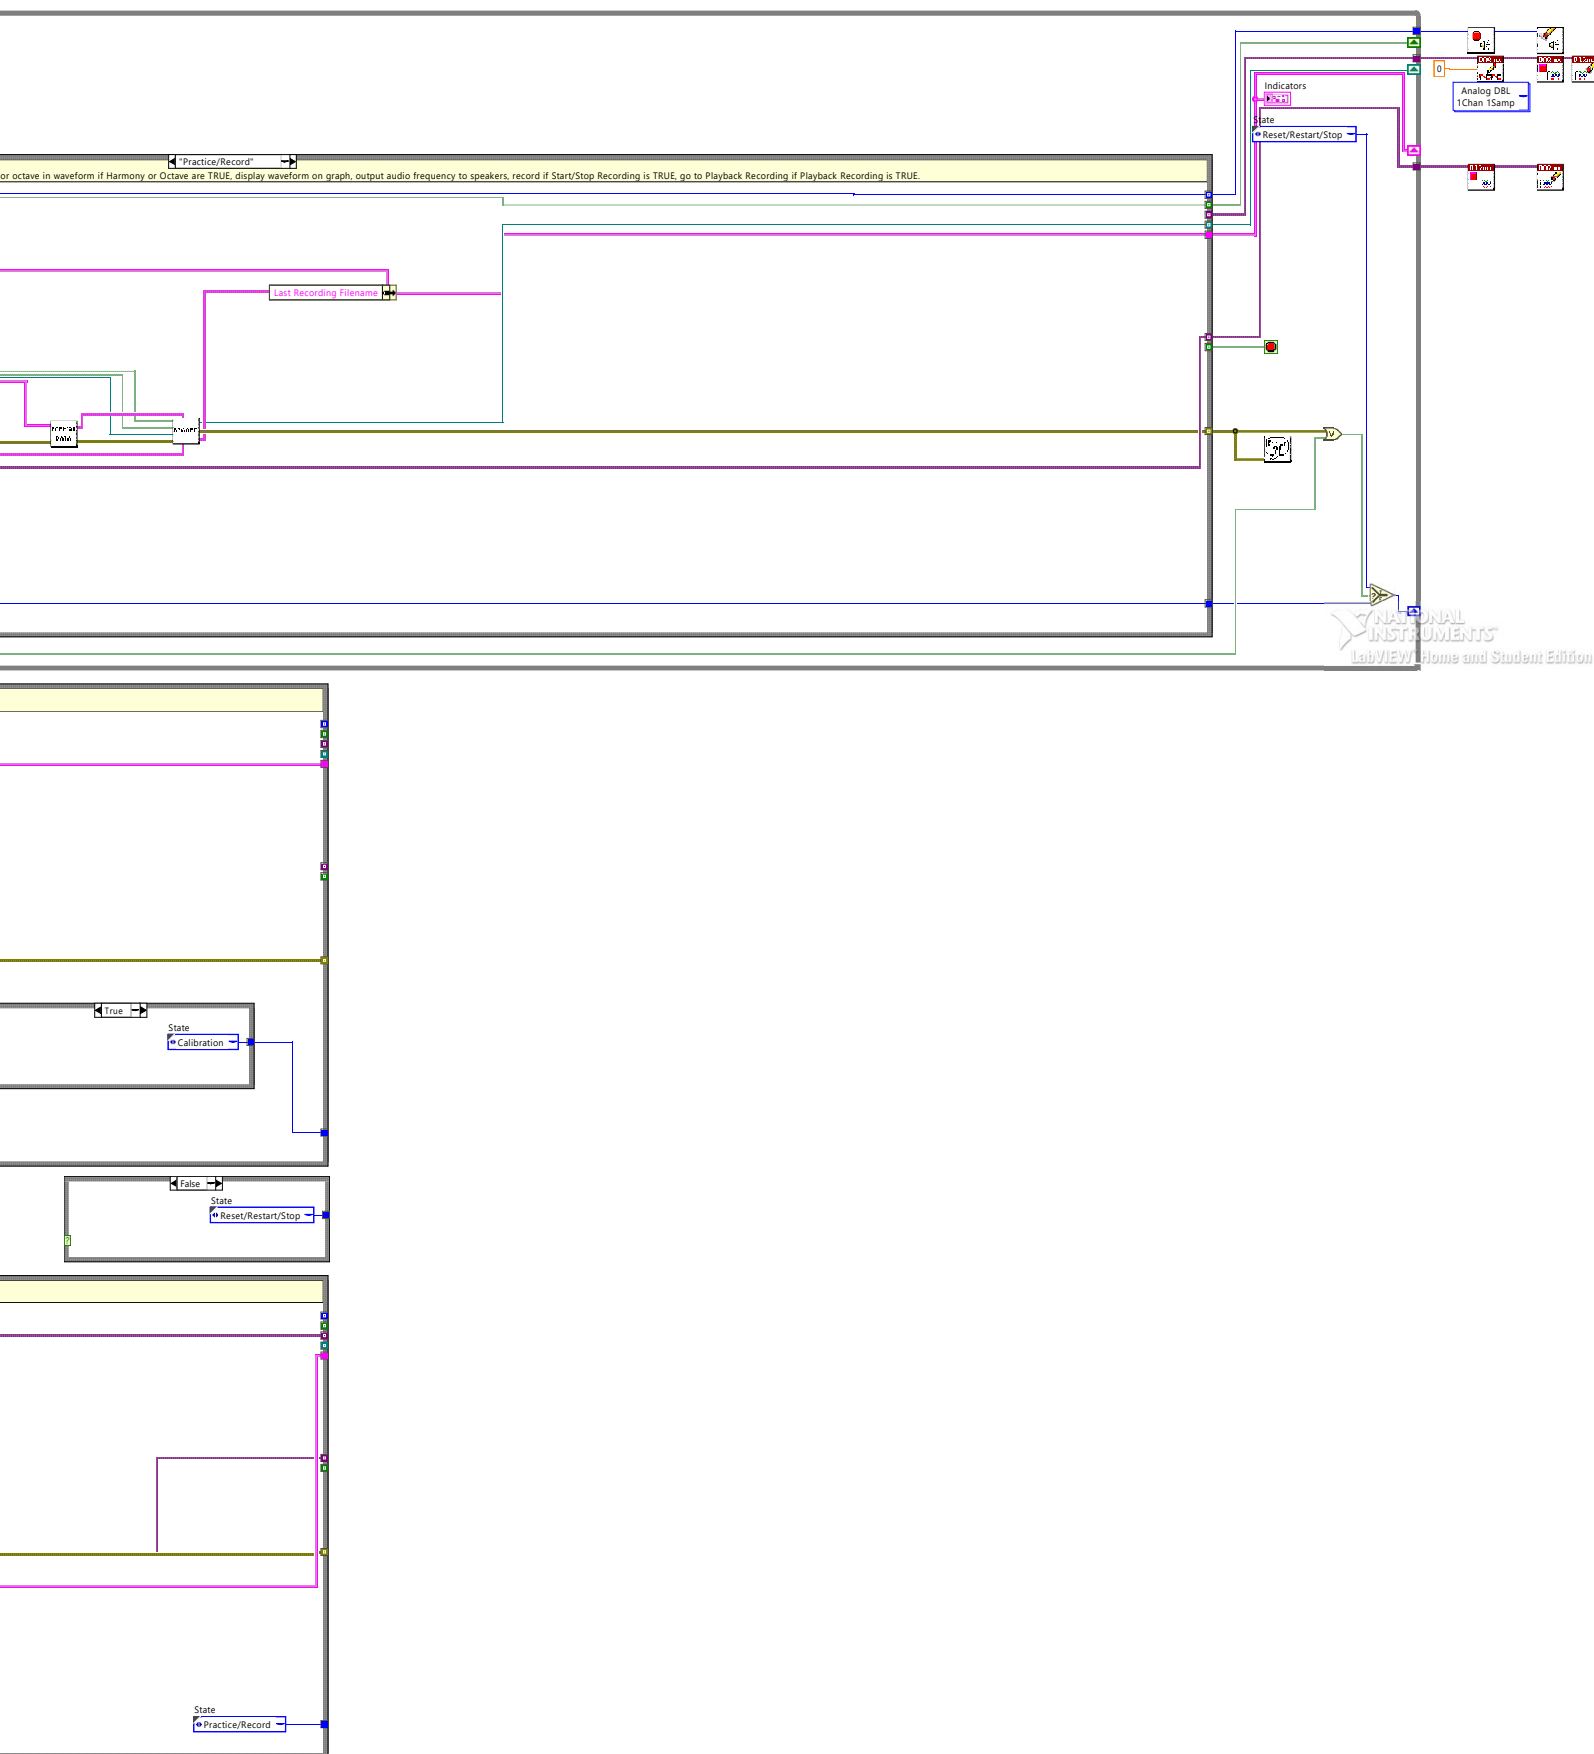 0
Analog DBL
1Chan 1Samp
Indicators
State
Reset/Restart/Stop
"Practice/Record"
or octave in waveform if Harmony or Octave are TRUE, display waveform on graph, output audio frequency to speakers, record if Start/Stop Recording is TRUE, go to Playback Recording if Playback Recording is TRUE.
Last Recording Filename
NATIONAL
INSTRUMENTS
LabVIEW Home and Student Edition
True
State
Calibration
False
State
Reset/Restart/Stop
?
State
Practice/Record